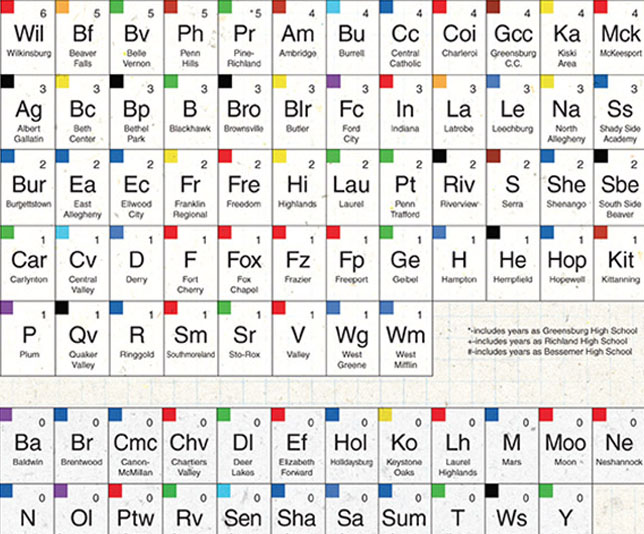 6 5 5 5 +5 4 4 4 4 4 4 4
Wil Bf Bv Ph Pr Am Bu Cc Coi Gcc Ka Mck
Wilkinsburg Beaver Belle Penn Pine- Ambridge Burrell Central Charleroi Greensburg Kiski McKeesport
Falls Vernon Hills Richland Catholic C.C. Area
3 3 3 3 3 3 3 3 3 3 3 3
Ag Bc Bp B Bro Blr Fc In La Le Na Ss
Albert Beth Bethel Blackhawk Brownsville Butler Ford Indiana Latrobe Leechburg North Shady Side
Gallatin Center Park City Allegheny Academy
2 2 2 2 2 2 2 2 2 2 2 2
Bur Ea Ec Fr Fre Hi Lau Pt Riv S She Sbe
Burgettstown East Ellwood Franklin Freedom Highlands Laurel Penn Riverview Serra Shenango South Side
Allegheny City Regional Trafford Beaver
1 1 1 1 1 1 1 1 1 1 1 1
Car Cv D F Fox Fz Fp Ge H He Hop Kit
Carlynton Central Derry Fort Fox Frazier Freeport Geibel Hampton Hempfield Hopewell Kittanning
Valley Cherry Chapel
1 1 1 1 1 1 1 1
P Qv R Sm Sr V Wg Wm
Plum Quaker Ringgold Southmoreland Sto-Rox Valley West West
Valley Greene Mifflin
*-includes years as Greensburg High School
+-includes years as Richland High School
#-includes years as Bessemer High School
0 0 0 0 0 0 0 0 0 0 0 0
Ba Br Cmc Chv Dl Ef Hol Ko Lh M Moo Ne
Baldwin Brentwood Canon- Chartiers Deer Elizabeth Holidaysburg Keystone Laurel Mars Moon Neshannock
McMillan Valley Lakes Forward Oaks Highlands
0 0 0 0 0 0 0 0 0 0 0
N Ol Ptw Rv Sen Sha Sa Sum T Ws Y